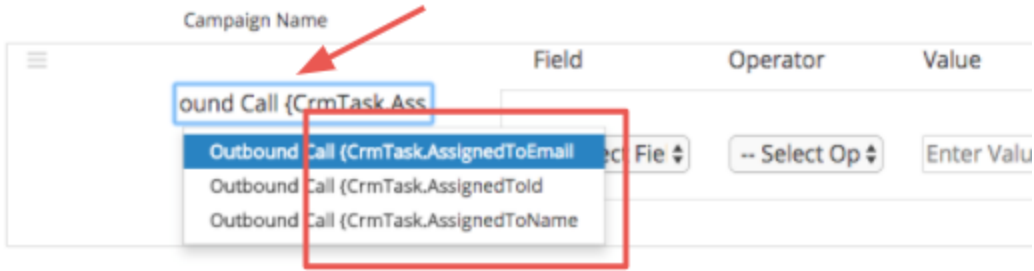 Campaign Name
Field Operator Value
ound Call {CrmTask.Ass
Outbound Call {CrmTask.AssignedToEmail
ect Fie -- Select Op Enter Valu
Outbound Call {CrmTask.AssignedToId
Outbound Call {CrmTask.AssignedToName